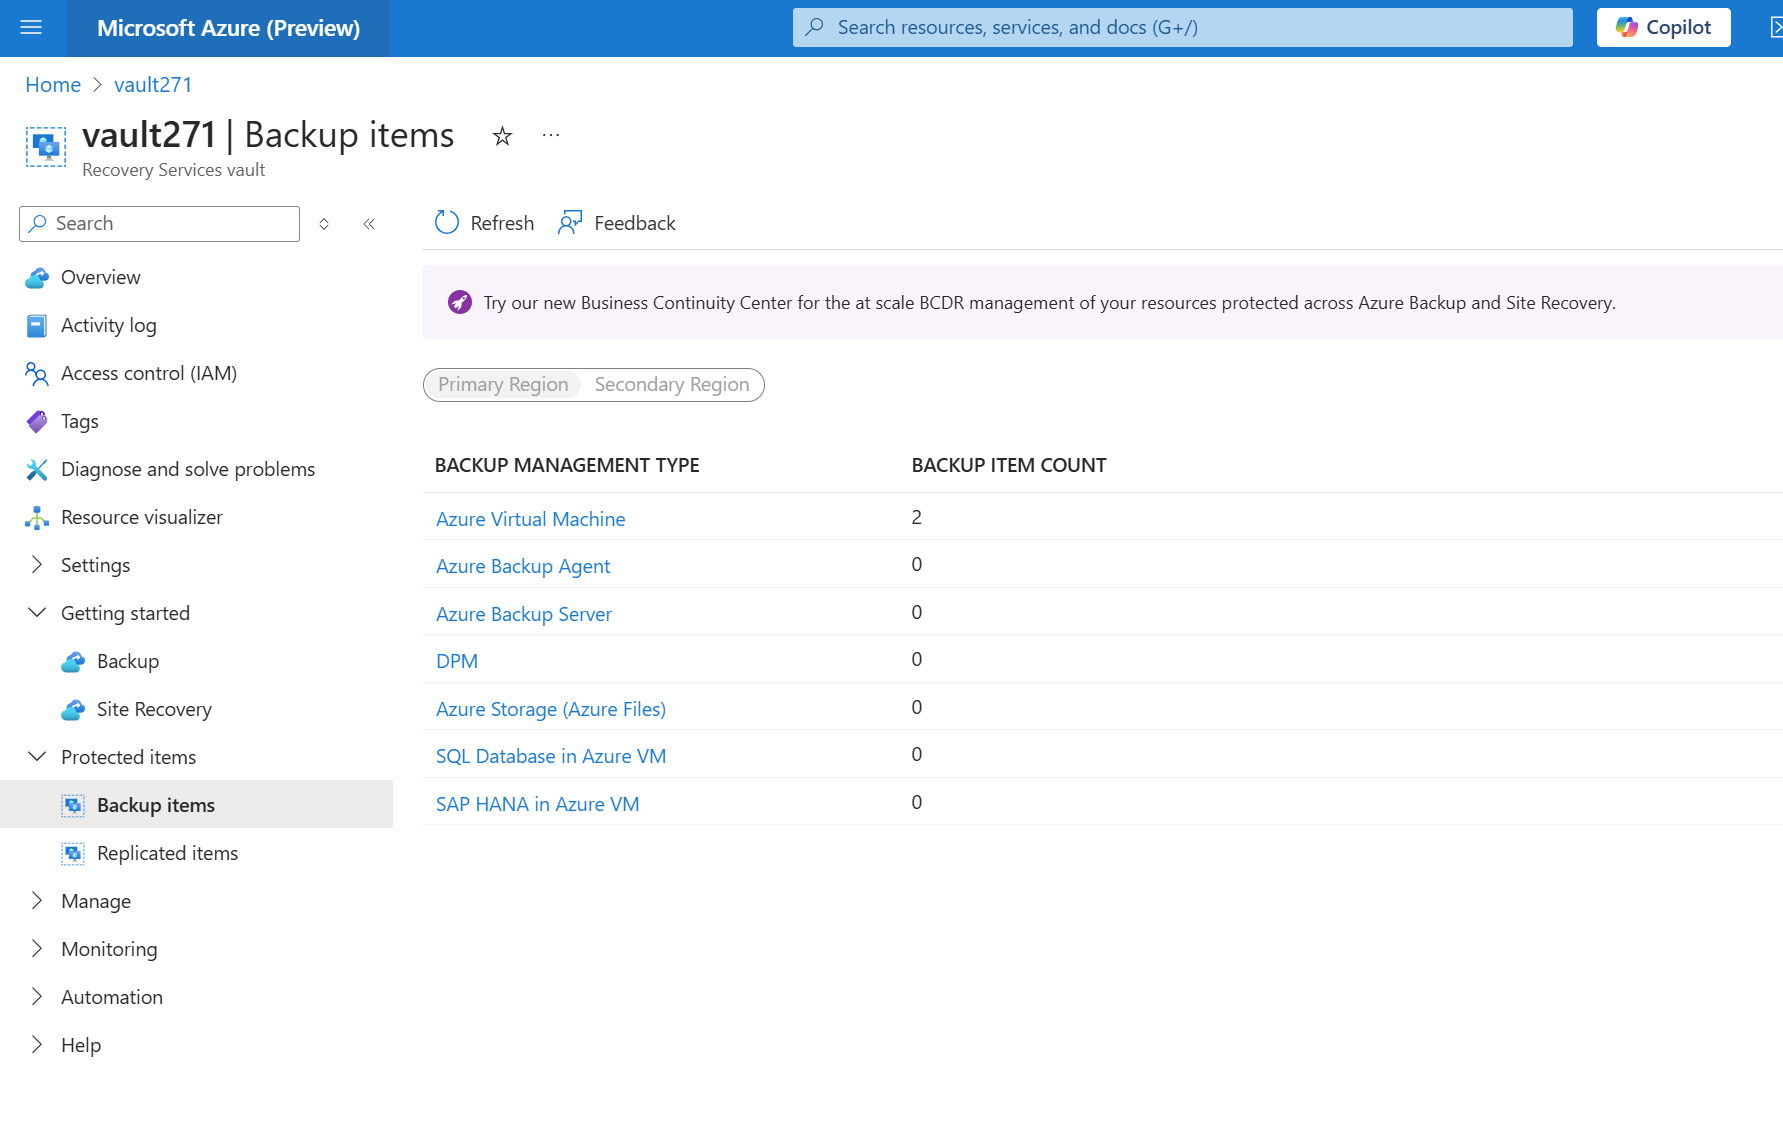 Microsoft Azure (Preview)
Search resources, services, and docs (G+/)
Copilot
Home > vault271
vault271 | Backup items
Recovery Services vault
Search
Refresh
Feedback
Overview
Activity log
Access control (IAM)
Tags
Diagnose and solve problems
Resource visualizer
Settings
Getting started
Backup
Site Recovery
Protected items
Backup items
Replicated items
Manage
Monitoring
Automation
Help
Try our new Business Continuity Center for the at scale BCDR management of your resources protected across Azure Backup and Site Recovery.
Primary Region Secondary Region
BACKUP MANAGEMENT TYPE BACKUP ITEM COUNT
Azure Virtual Machine 2
Azure Backup Agent 0
Azure Backup Server 0
DPM 0
Azure Storage (Azure Files) 0
SQL Database in Azure VM 0
SAP HANA in Azure VM 0